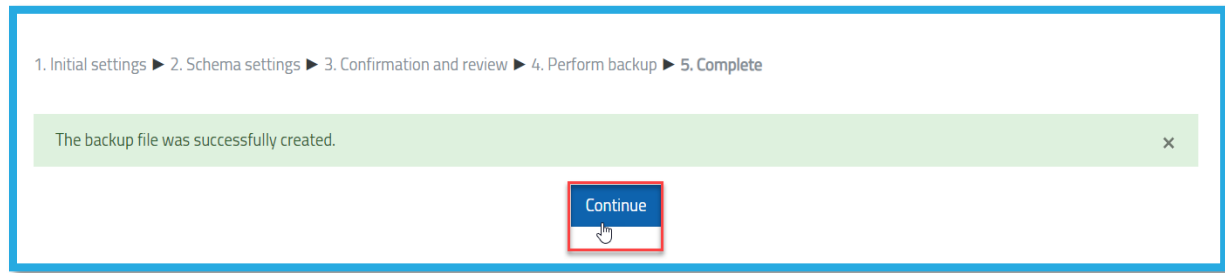 1. Initial settings ► 2. Schema settings ► 3. Confirmation and review ► 4. Perform backup ► 5. Complete
The backup file was successfully created. ×
Continue